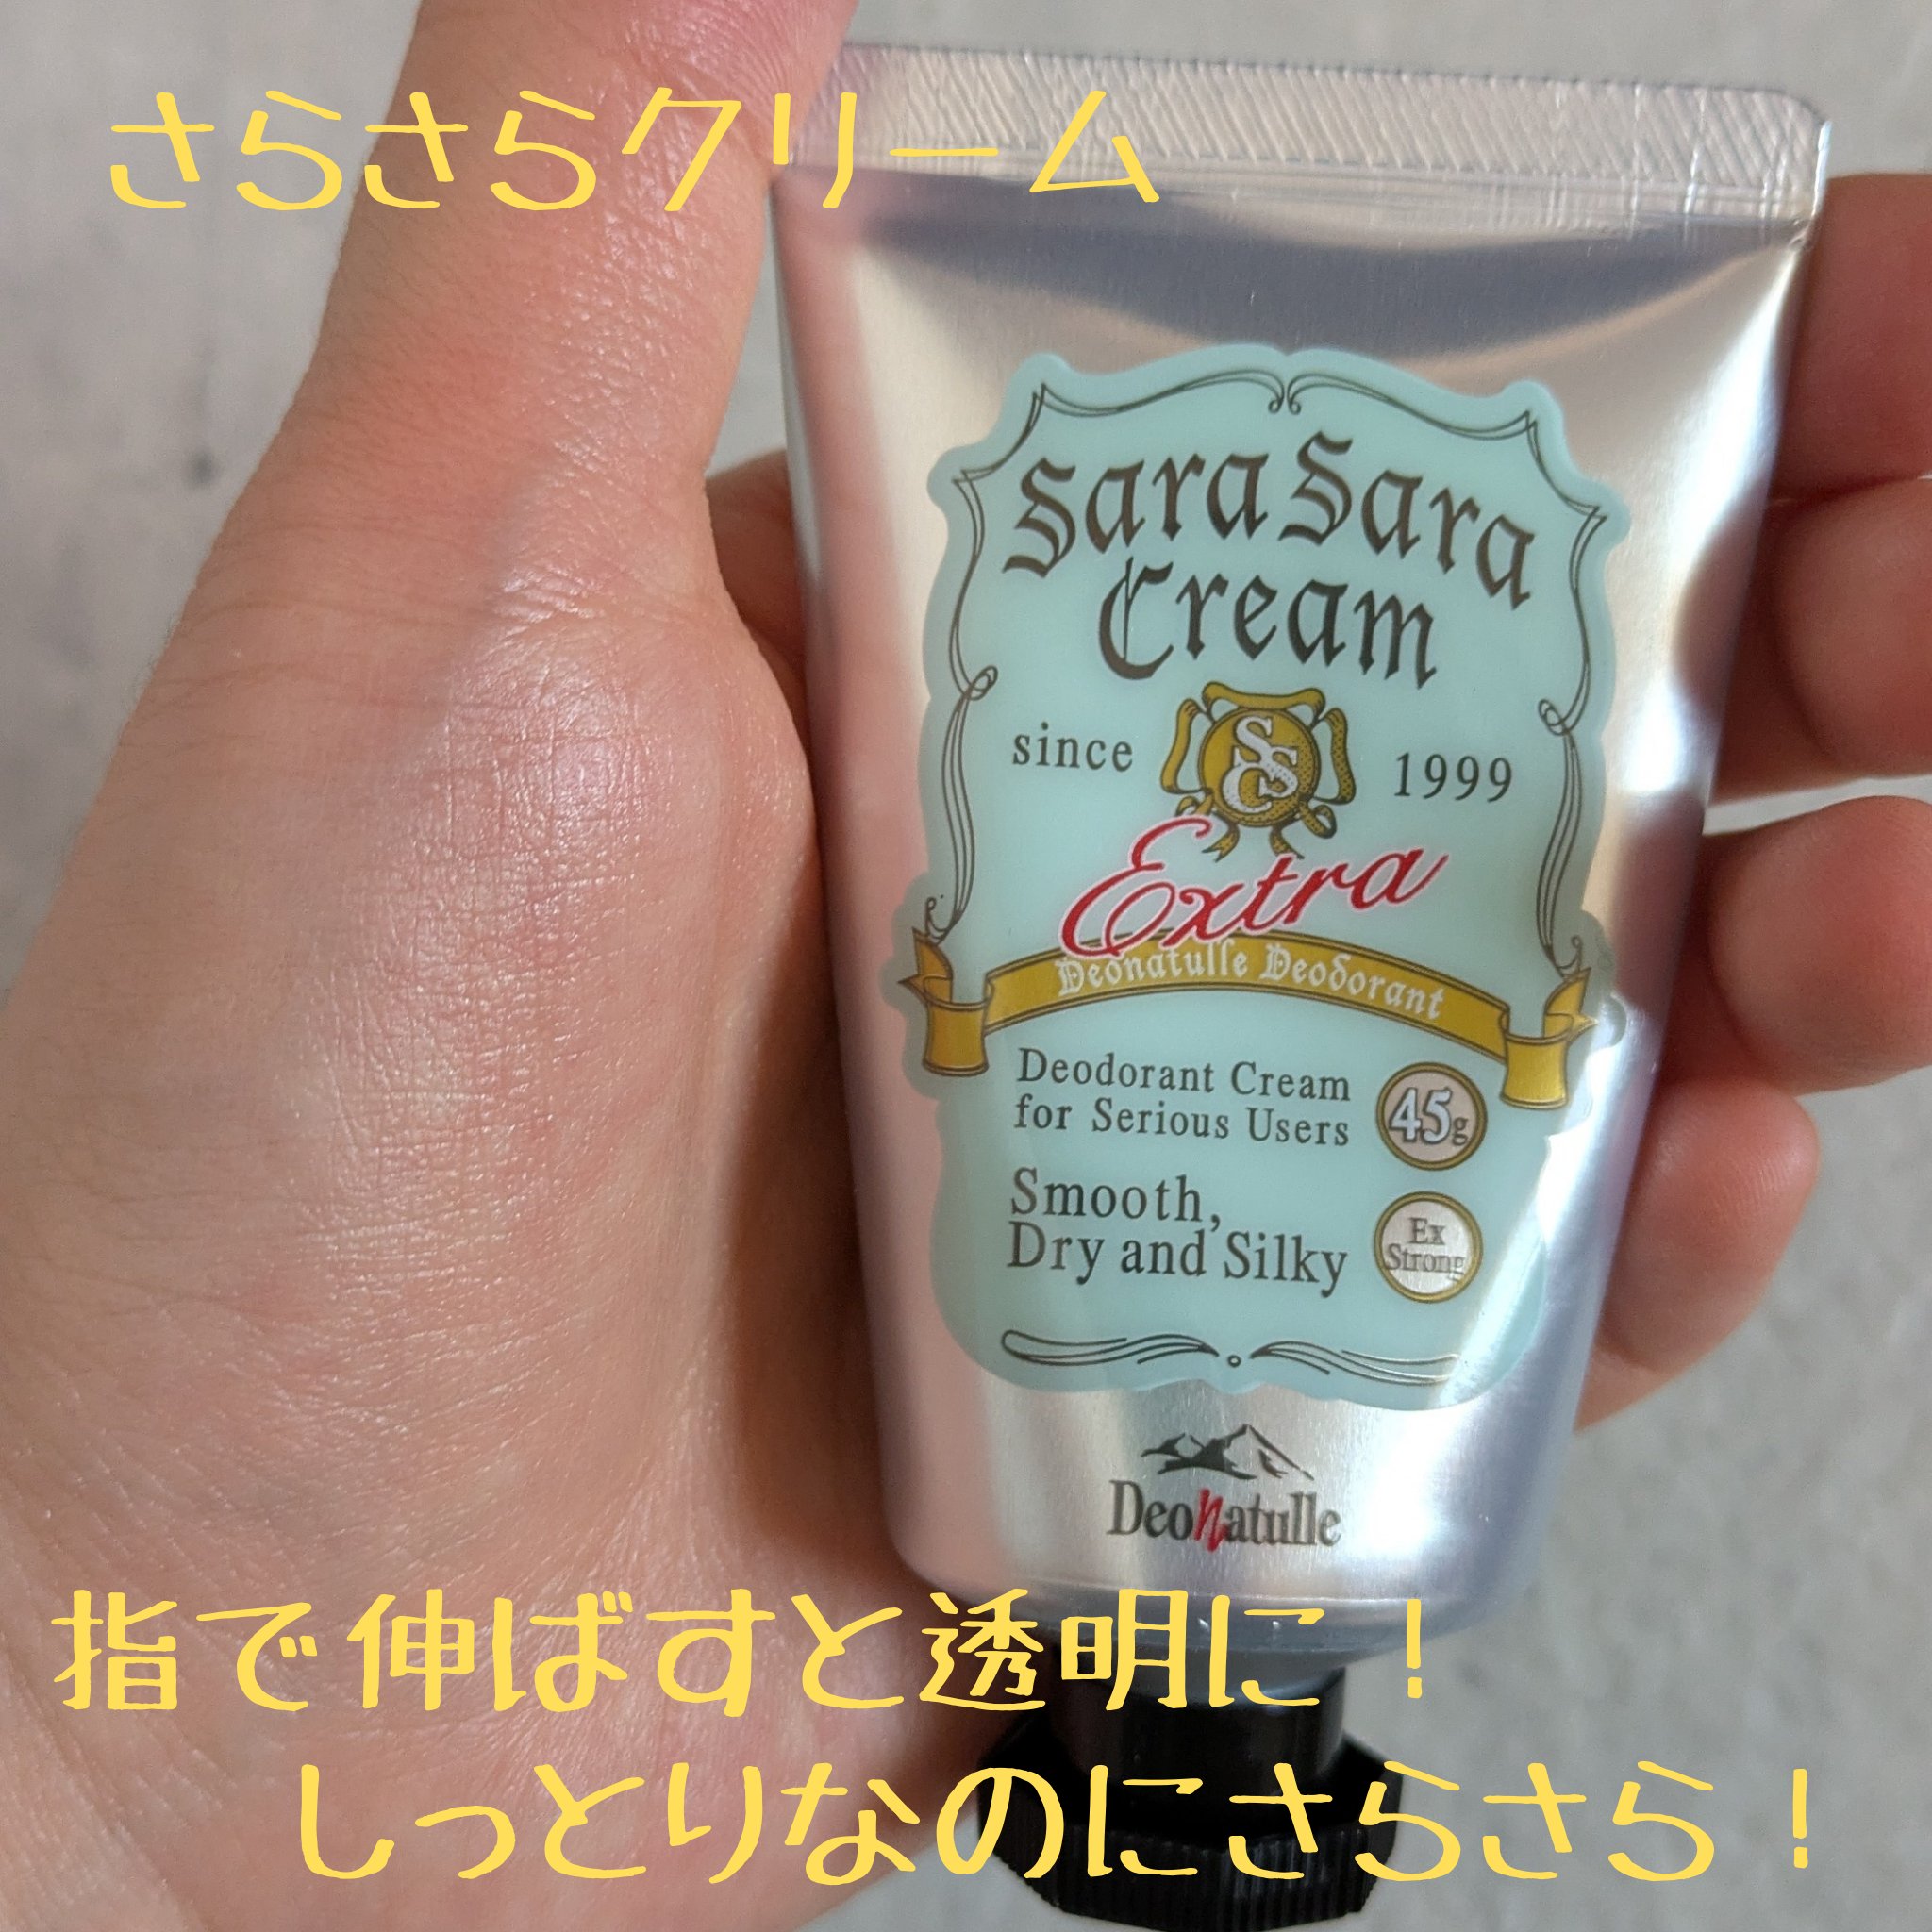 さらさらクリーム
SaraSara
Cream
since 1999
SSC
Extra
Deonatulle Deodorant
Deodorant Cream
for Serious Users
45g
Smooth,
Dry and Silky
Ex
Strong
Deonatulle
指で伸ばすと透明に！
しっとりなのにさらさら！